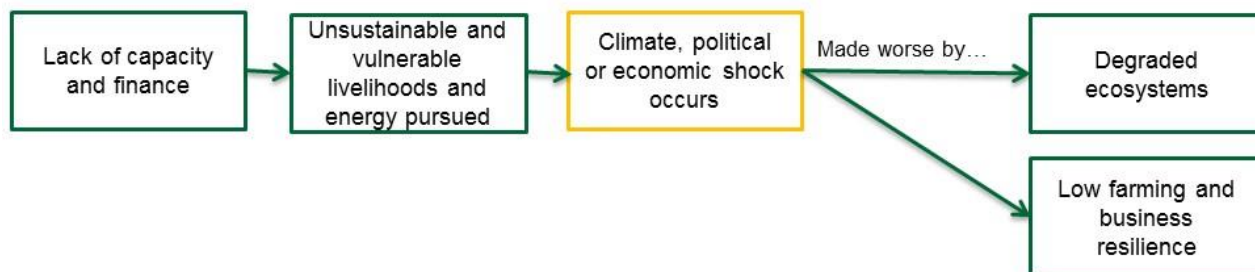 Lack of capacity
and finance
Unsustainable and
vulnerable
livelihoods and
energy pursued
Climate, political
or economic shock
occurs
Made worse by…
Degraded
ecosystems
Low farming and
business
resilience